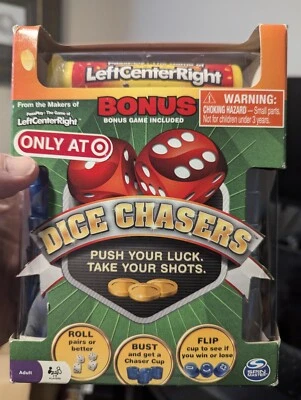 LeftCenterRight
From the Makers of
LeftCenterRight
BONUS
BONUS GAME INCLUDED
WARNING:
CHOKING HAZARD — Small parts.
Not for children under 3 years.
ONLY AT
DICE CHASERS
PUSH YOUR LUCK.
TAKE YOUR SHOTS.
ROLL
pairs or
better
BUST
and get a
Chaser Cup
FLIP
cup to see if
you win or lose
Adult
SPIN MASTER